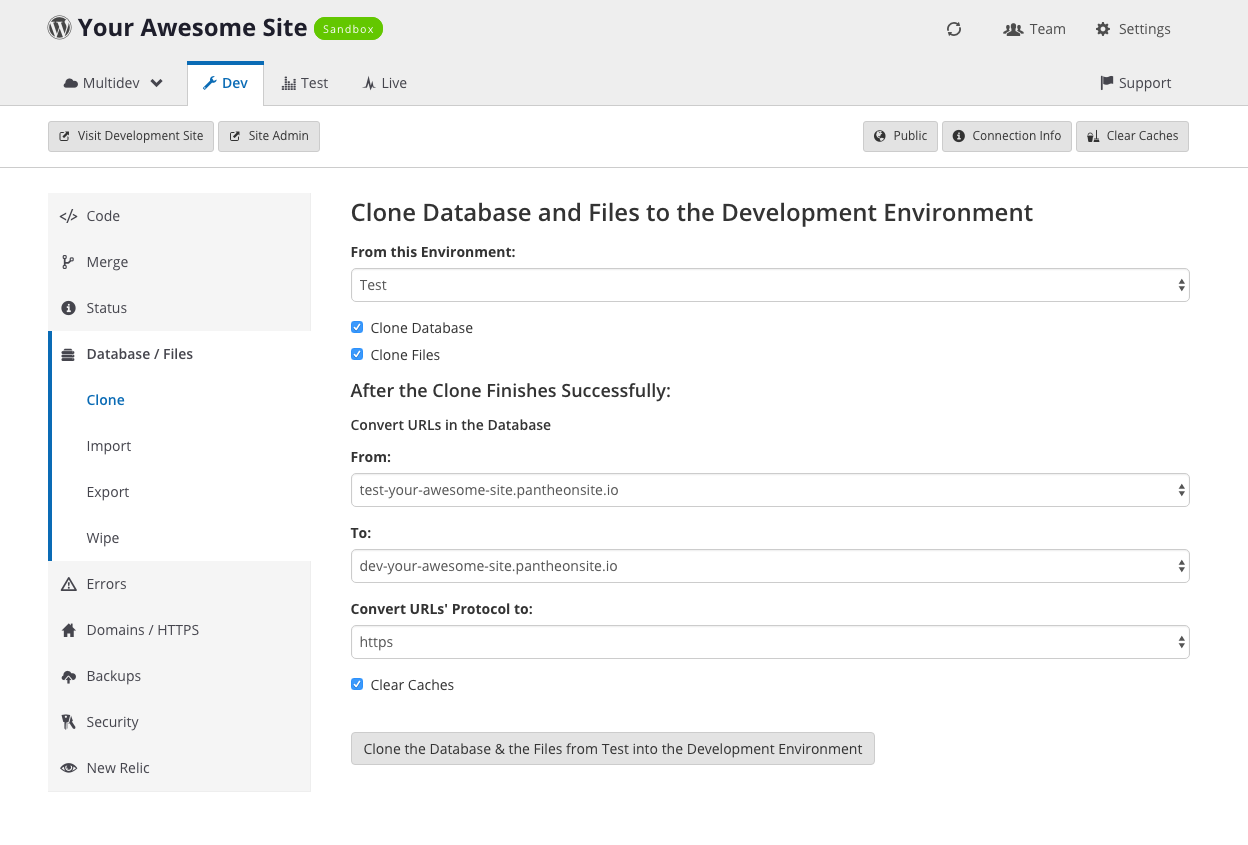 Your Awesome Site Sandbox
Team Settings
Multidev Dev Test Live Support
Visit Development Site Site Admin Public Connection Info Clear Caches
Code
Merge
Status
Database / Files
Clone
Import
Export
Wipe
Errors
Domains / HTTPS
Backups
Security
New Relic
Clone Database and Files to the Development Environment
From this Environment:
Test
Clone Database
Clone Files
After the Clone Finishes Successfully:
Convert URLs in the Database
From:
test-your-awesome-site.pantheonsite.io
To:
dev-your-awesome-site.pantheonsite.io
Convert URLs' Protocol to:
https
Clear Caches
Clone the Database & the Files from Test into the Development Environment